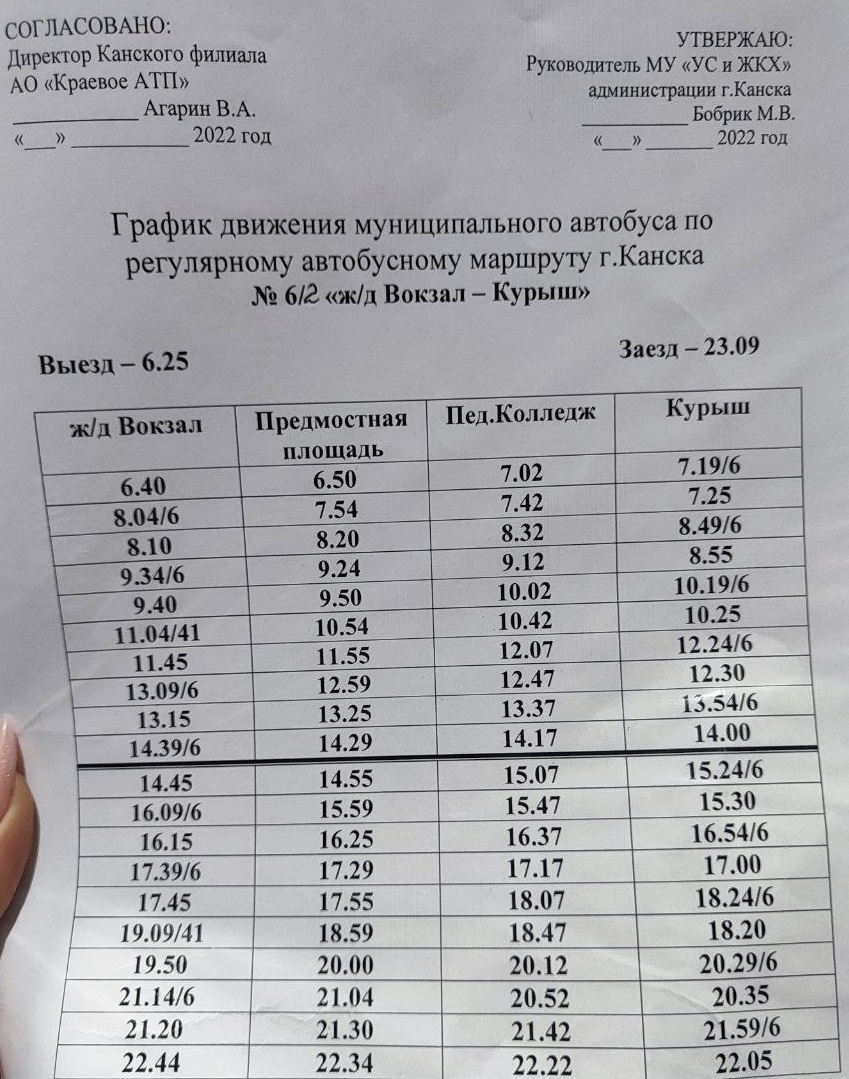 СОГЛАСОВАНО:
Директор Канского филиала
АО «Краевое АТП»
____________ Агарин В.А.
«___» ____________ 2022 год
УТВЕРЖДАЮ:
Руководитель МУ «УС и ЖКХ»
администрации г.Канска
___________ Бобрик М.В.
«___» _______ 2022 год
График движения муниципального автобуса по
регулярному автобусному маршруту г.Канска
№ 6/2 «ж/д Вокзал – Курыш»
Выезд – 6.25 Заезд – 23.09
ж/д Вокзал Предмостная площадь Пед.Колледж Курыш
6.40 6.50 7.02 7.19/6
8.04/6 7.54 7.42 7.25
8.10 8.20 8.32 8.49/6
9.34/6 9.24 9.12 8.55
9.40 9.50 10.02 10.19/6
11.04/41 10.54 10.42 10.25
11.45 11.55 12.07 12.24/6
13.09/6 12.59 12.47 12.30
13.15 13.25 13.37 13.54/6
14.39/6 14.29 14.17 14.00
14.45 14.55 15.07 15.24/6
16.09/6 15.59 15.47 15.30
16.15 16.25 16.37 16.54/6
17.39/6 17.29 17.17 17.00
17.45 17.55 18.07 18.24/6
19.09/41 18.59 18.47 18.20
19.50 20.00 20.12 20.29/6
21.14/6 21.04 20.52 20.35
21.20 21.30 21.42 21.59/6
22.44 22.34 22.22 22.05